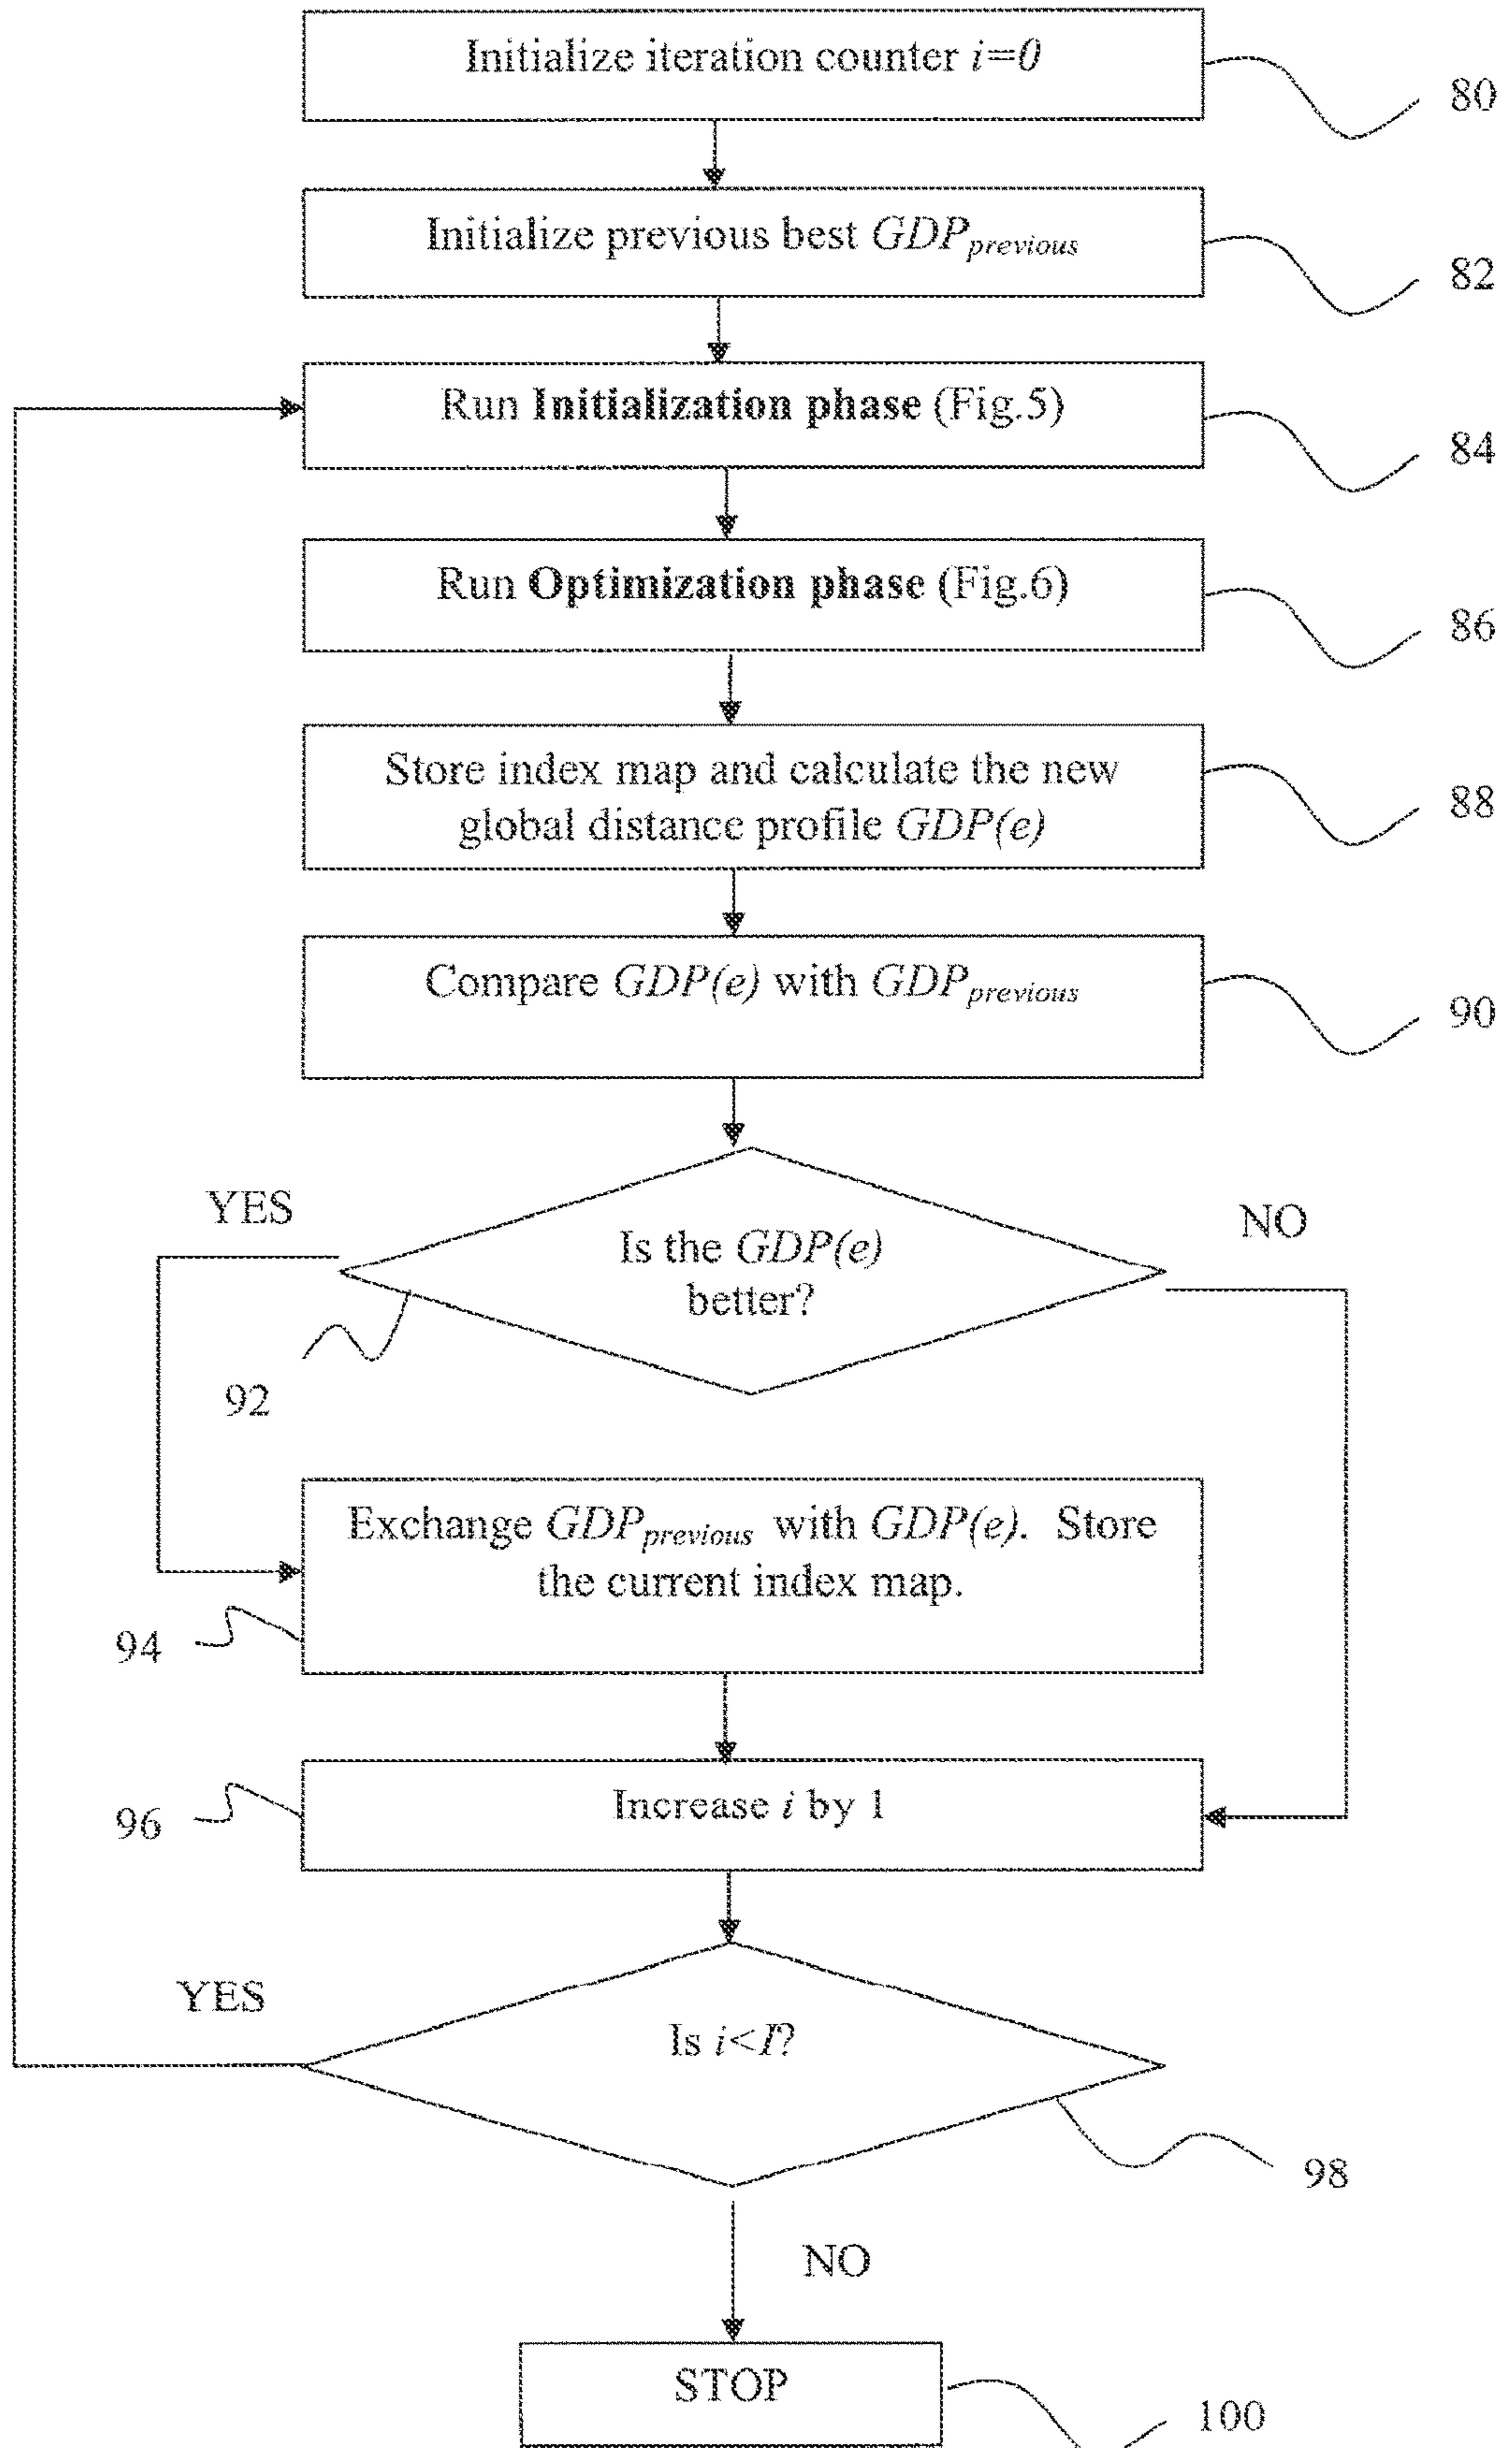 Initialize iteration counter i=0
80
Initialize previous best GDPprevious
82
Run Initialization phase (Fig.5)
84
Run Optimization phase (Fig.6)
86
Store index map and calculate the new
global distance profile GDP(e)
88
Compare GDP(e) with GDPprevious
90
YES
NO
Is the GDP(e)
better?
92
Exchange GDPprevious with GDP(e). Store
the current index map.
94
Increase i by 1
96
YES
Is i<I?
98
NO
STOP
100